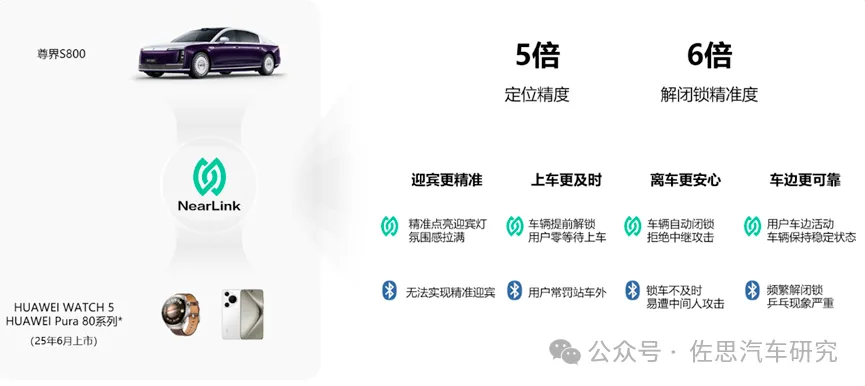 尊界S800
NearLink
HUAWEI WATCH 5
HUAWEI Pura 80系列*
(25年6月上市)
5倍
定位精度
6倍
解闭锁精准度
迎宾更精准
精准点亮迎宾灯
氛围感拉满
无法实现精准迎宾
上车更及时
车辆提前解锁
用户零等待上车
用户常罚站车外
离车更安心
车辆自动闭锁
拒绝中继攻击
锁车不及时
易遭中间人攻击
车边更可靠
用户车边活动
车辆保持稳定状态
频繁解闭锁
乒乓现象严重
公众号 · 佐思汽车研究